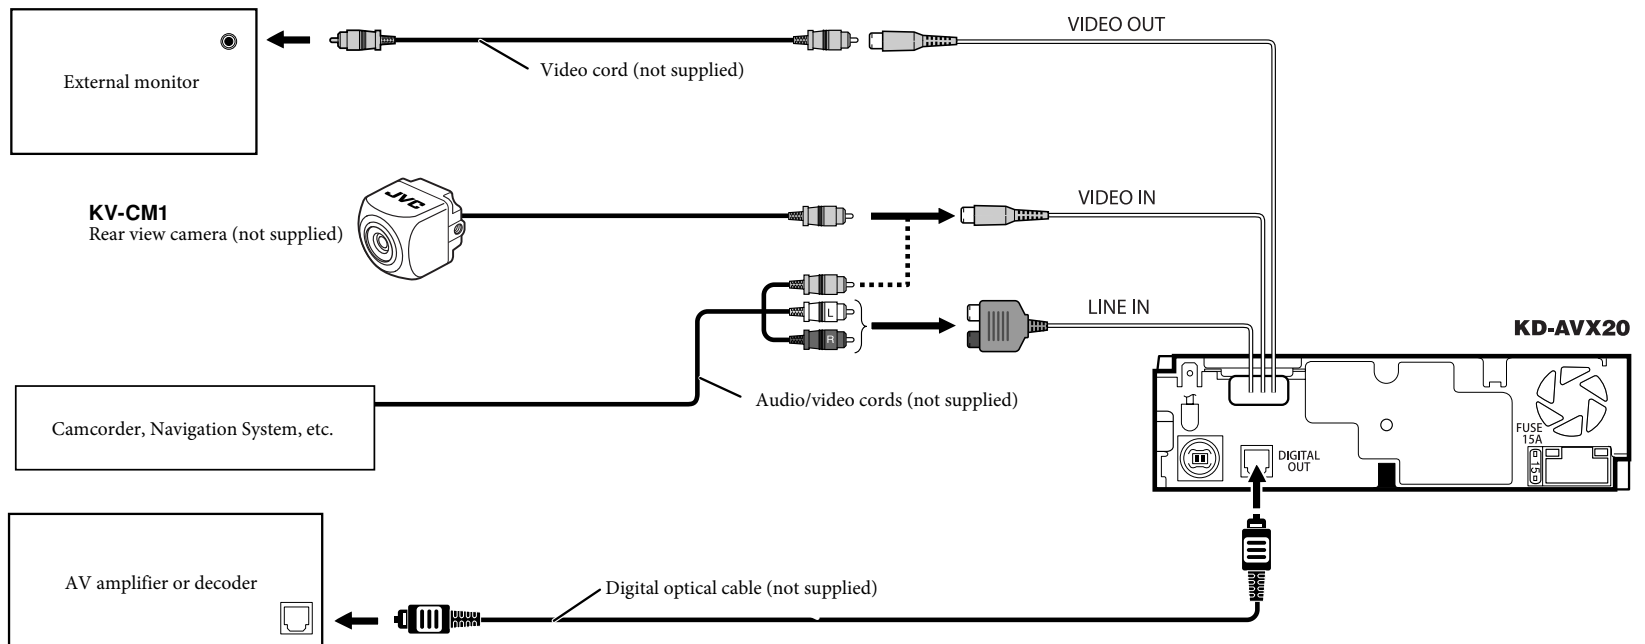 VIDEO OUT
External monitor
Video cord (not supplied)
JVC
KV-CM1
Rear view camera (not supplied)
VIDEO IN
L
R
LINE IN
KD-AVX20
Audio/video cords (not supplied)
Camcorder, Navigation System, etc.
FUSE
15A
15
DIGITAL
OUT
AV amplifier or decoder
Digital optical cable (not supplied)